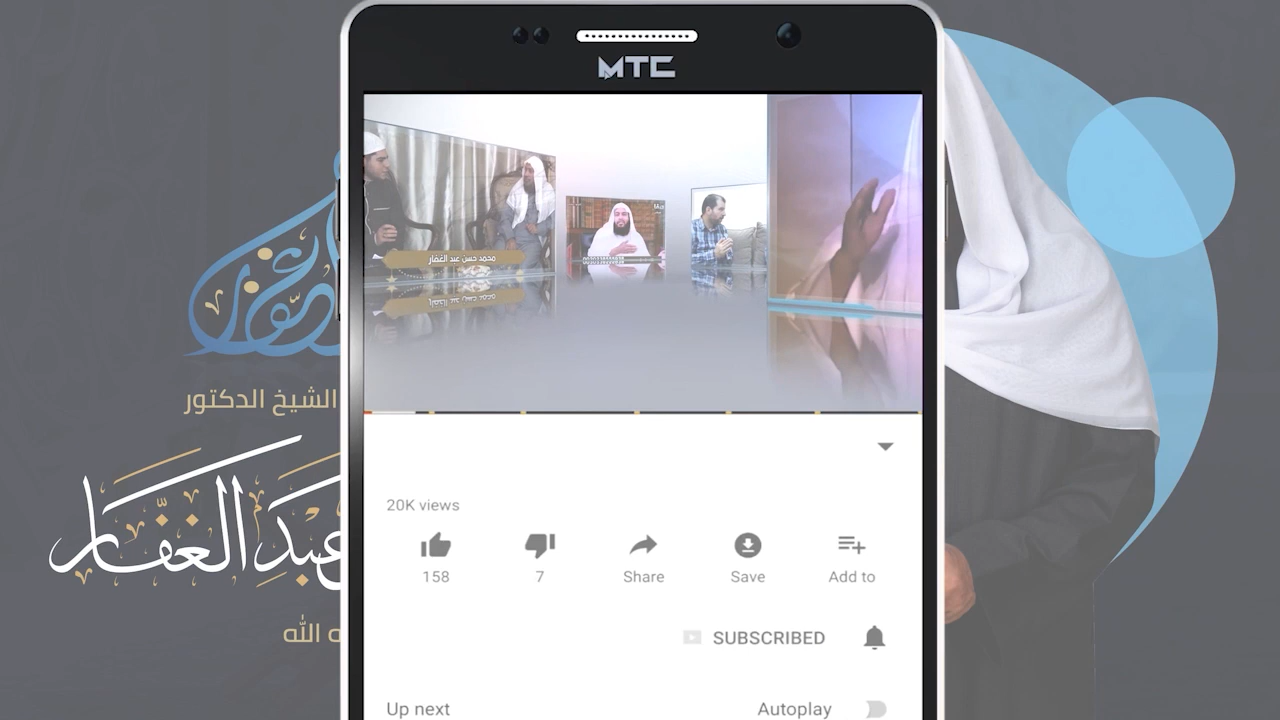 MTC
محمد حسن عبد الغفار
الشيخ الدكتور
عبد الغفار
ه الله
20K views
158
7
Share
Save
Add to
SUBSCRIBED
Up next
Autoplay